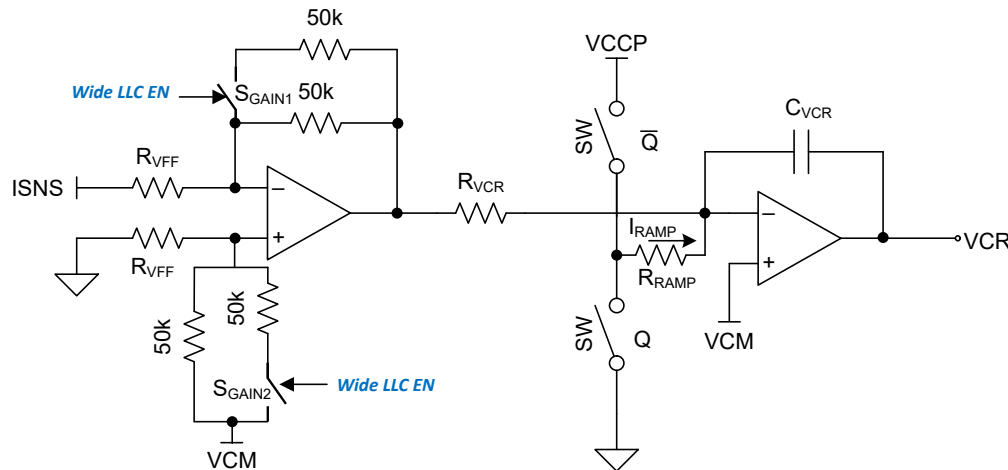 50k
VCCP
Wide LLC EN
SGAIN1
50k
CVCR
SW
Q̅
RVFF
ISNS
RVCR
−
+
RVFF
IRAMP
RRAMP
−
+
VCR
50k
50k
SW
Q
VCM
SGAIN2
Wide LLC EN
VCM